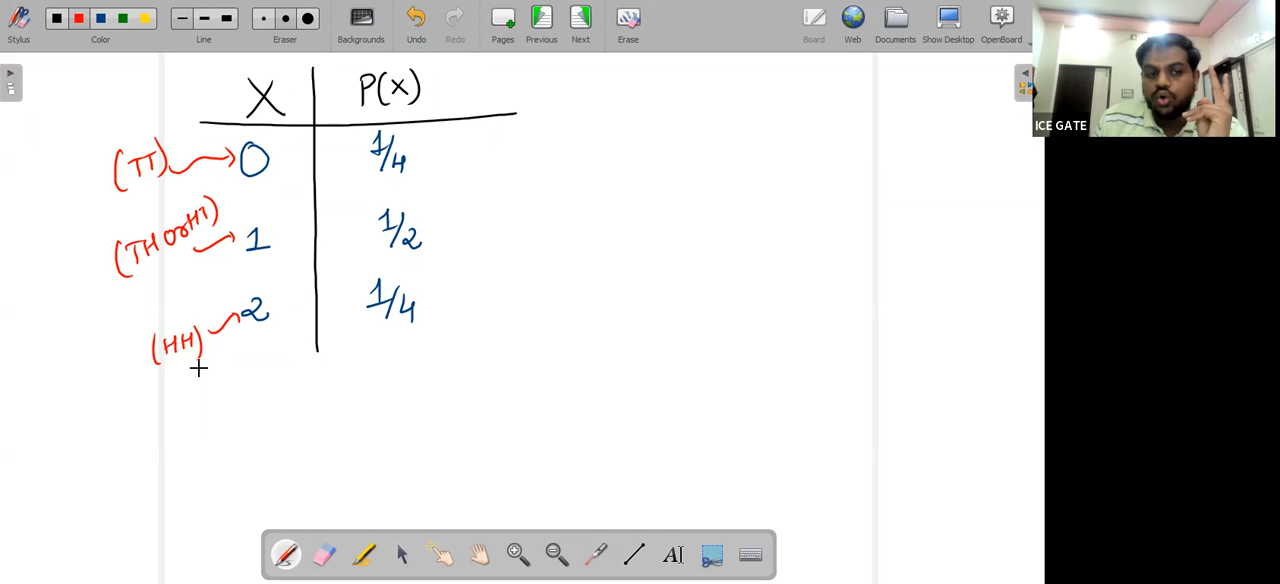 Stylus Color Line Eraser Backgrounds Undo Redo Pages Previous Next Erase Board Web Documents Show Desktop OpenBoard
ICE GATE
X P(x)
(TT) 0 1/4
(TH or HT) 1 1/2
(HH) 2 1/4
A